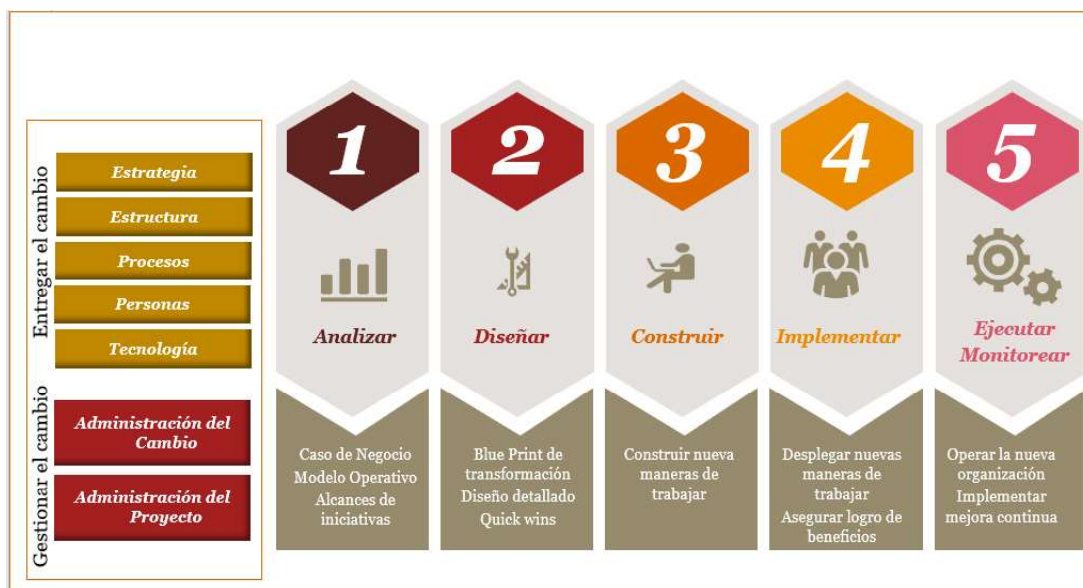 Entregar el cambio
Estrategia
Estructura
Procesos
Personas
Tecnología
Gestionar el cambio
Administración del
Cambio
Administración del
Proyecto
1
Analizar
Caso de Negocio
Modelo Operativo
Alcances de
iniciativas
2
Diseñar
Blue Print de
transformación
Diseño detallado
Quick wins
3
Construir
Construir nueva
maneras de
trabajar
4
Implementar
Desplegar nuevas
maneras de
trabajar
Asegurar logro de
beneficios
5
Ejecutar
Monitorear
Operar la nueva
organización
Implementar
mejora continua